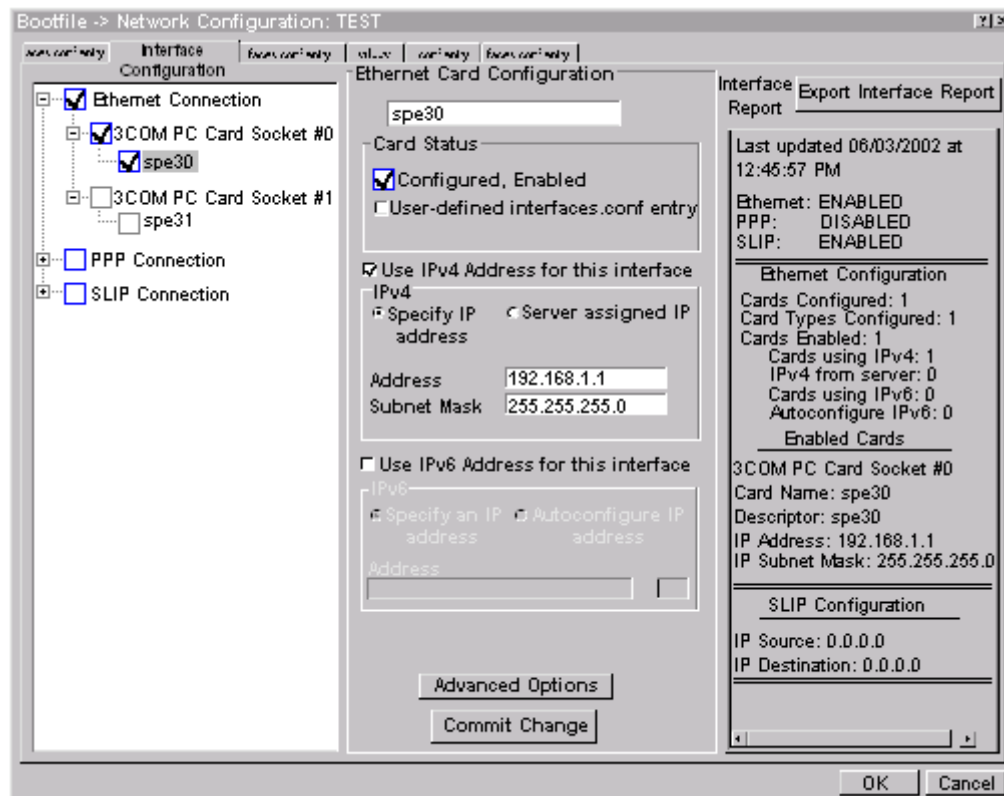 Bootfile -> Network Configuration: TEST
Interface
Configuration
Ethernet Connection
3COM PC Card Socket #0
spe30
3COM PC Card Socket #1
spe31
PPP Connection
SLIP Connection
Ethernet Card Configuration
spe30
Card Status
Configured, Enabled
User-defined interfaces.conf entry
Use IPv4 Address for this interface
IPv4
Specify IP address
Server assigned IP
Address 192.168.1.1
Subnet Mask 255.255.255.0
Use IPv6 Address for this interface
IPv6
Specify an IP address
Autoconfigure IP address
Address
Advanced Options
Commit Change
Interface Report
Export Interface Report
Last updated 06/03/2002 at
12:45:57 PM
Ethernet: ENABLED
PPP: DISABLED
SLIP: ENABLED
Ethernet Configuration
Cards Configured: 1
Card Types Configured: 1
Cards Enabled: 1
Cards using IPv4: 1
IPv4 from server: 0
Cards using IPv6: 0
Autoconfigure IPv6: 0
Enabled Cards
3COM PC Card Socket #0
Card Name: spe30
Descriptor: spe30
IP Address: 192.168.1.1
IP Subnet Mask: 255.255.255.0
SLIP Configuration
IP Source: 0.0.0.0
IP Destination: 0.0.0.0
OK
Cancel